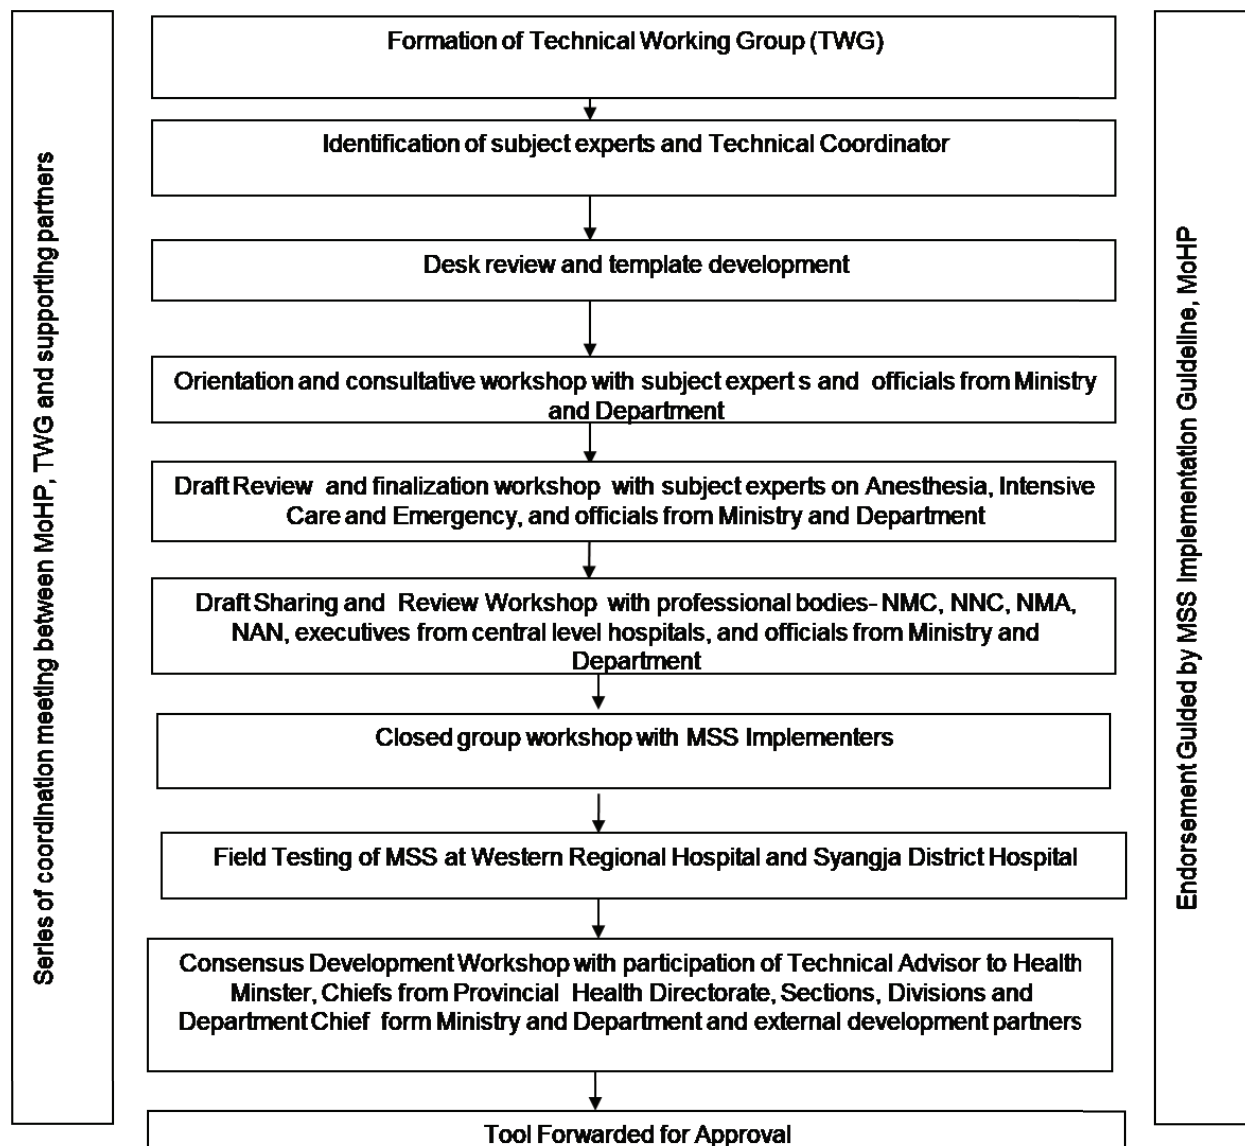 Series of coordination meeting between MoHP, TWG and supporting partners
Formation of Technical Working Group (TWG)
Identification of subject experts and Technical Coordinator
Desk review and template development
Orientation and consultative workshop with subject expert s and officials from Ministry
and Department
Draft Review and finalization workshop with subject experts on Anesthesia, Intensive
Care and Emergency, and officials from Ministry and Department
Draft Sharing and Review Workshop with professional bodies- NMC, NNC, NMA,
NAN, executives from central level hospitals, and officials from Ministry and
Department
Closed group workshop with MSS Implementers
Field Testing of MSS at Western Regional Hospital and Syangja District Hospital
Consensus Development Workshop with participation of Technical Advisor to Health
Minster, Chiefs from Provincial Health Directorate, Sections, Divisions and
Department Chief form Ministry and Department and external development partners
Tool Forwarded for Approval
Endorsement Guided by MSS Implementation Guideline, MoHP